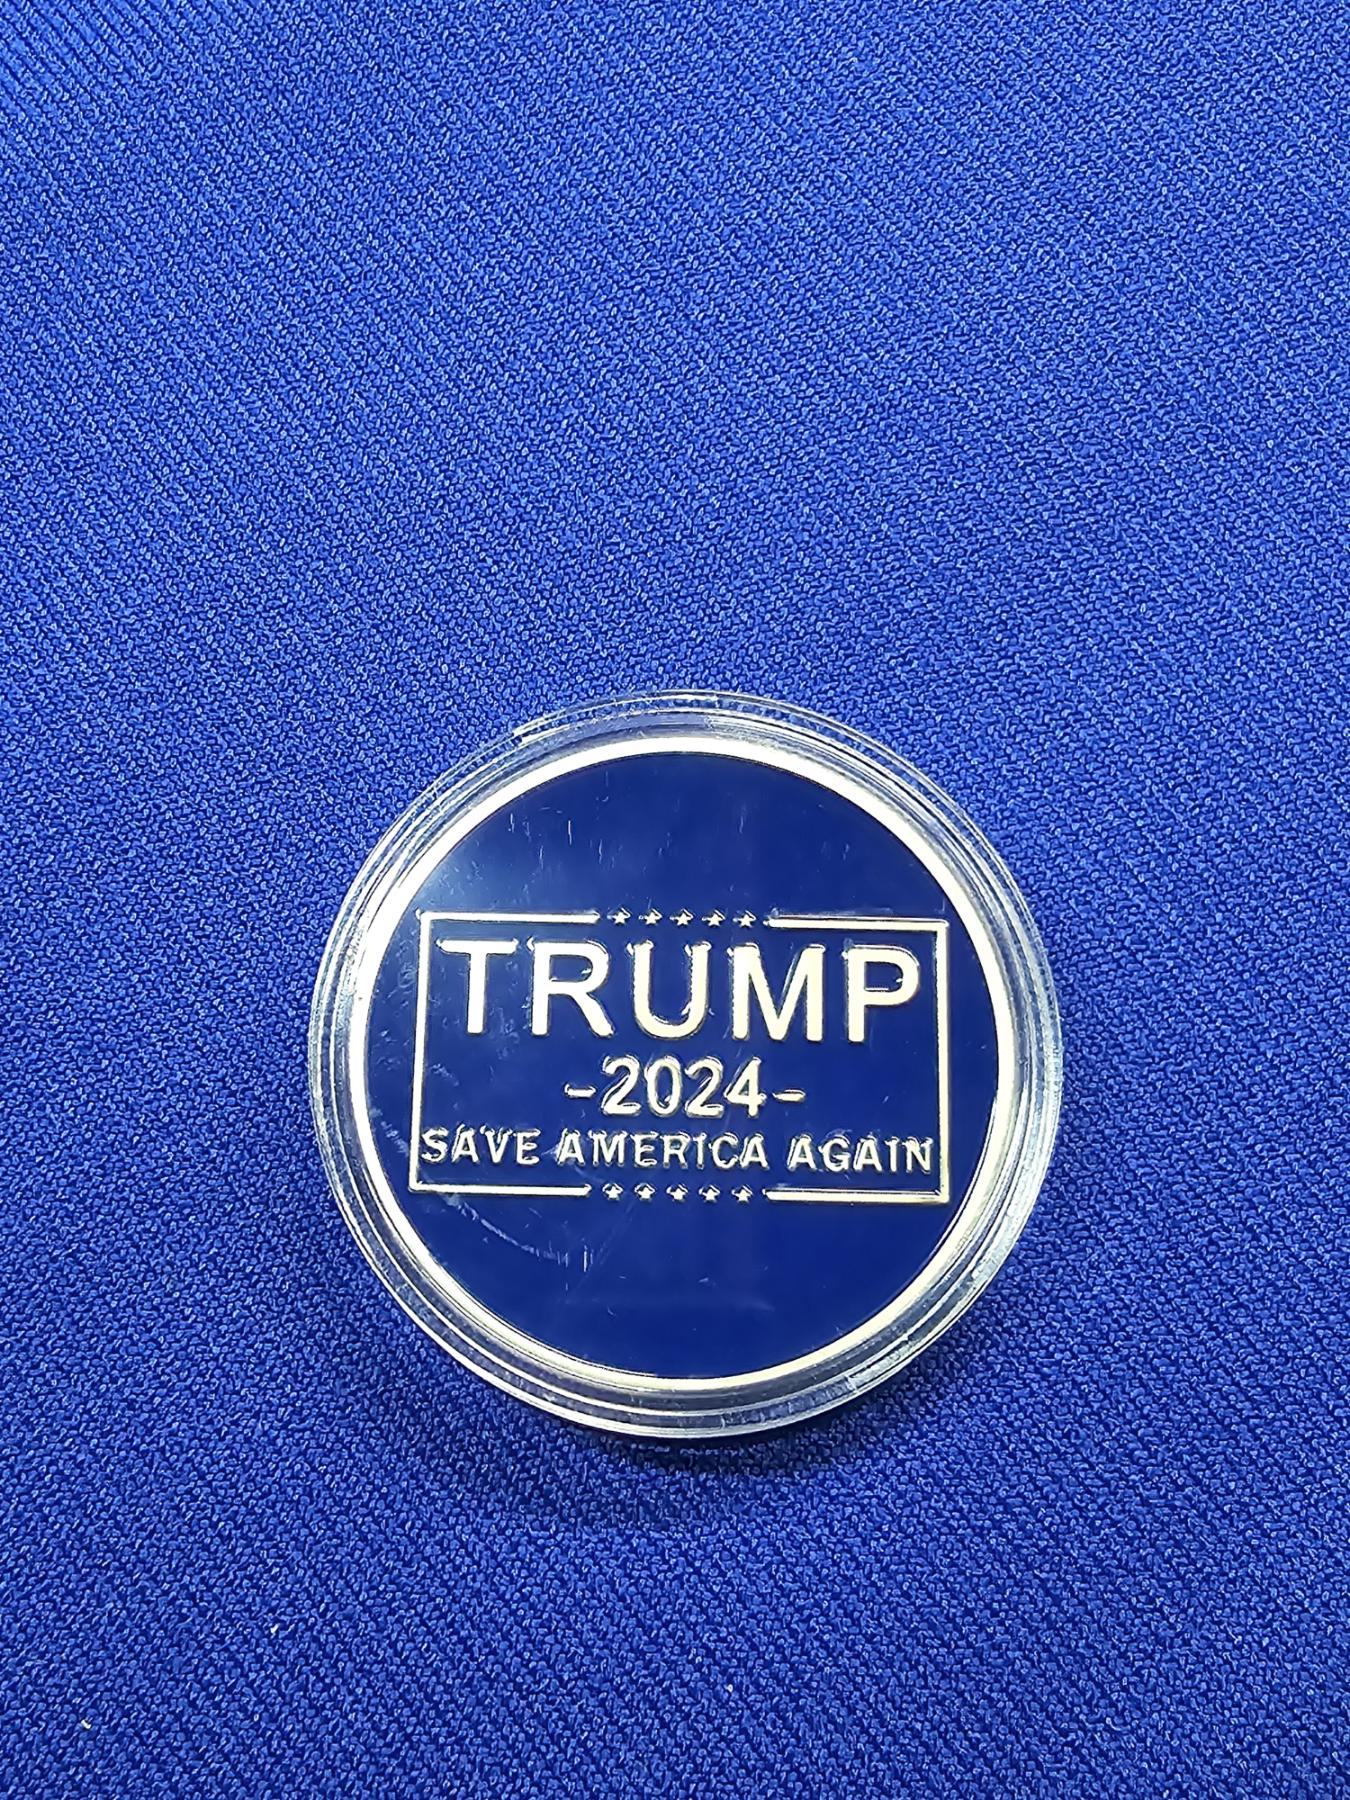 TRUMP
-2024-
SAVE AMERICA AGAIN